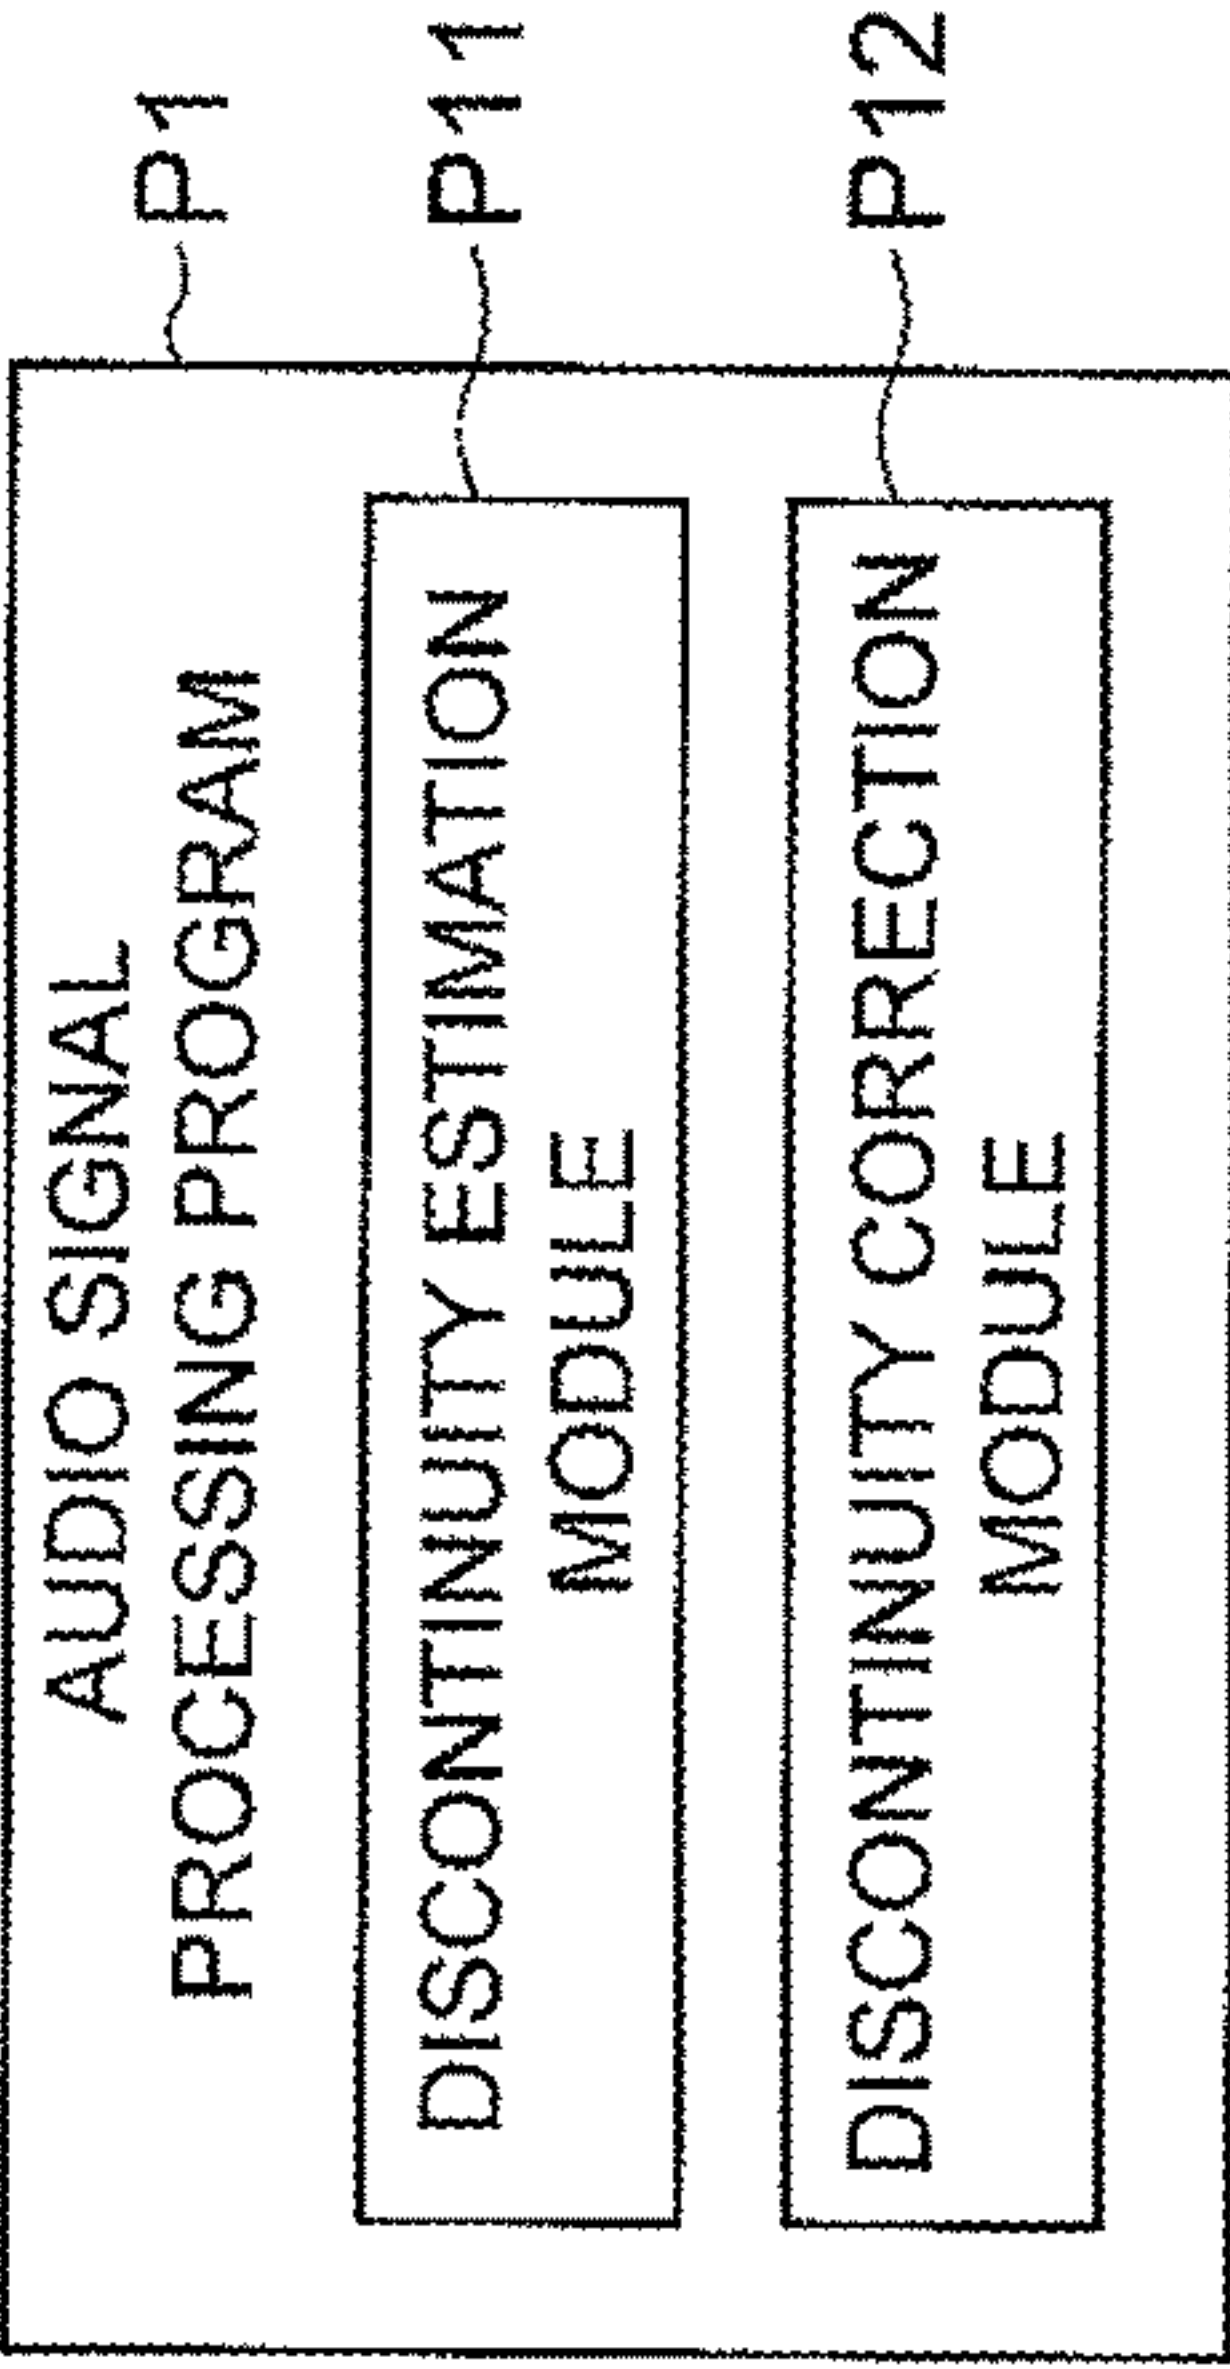 AUDIO SIGNAL
PROCESSING PROGRAM
P1
DISCONTINUITY ESTIMATION
MODULE
P11
DISCONTINUITY CORRECTION
MODULE
P12